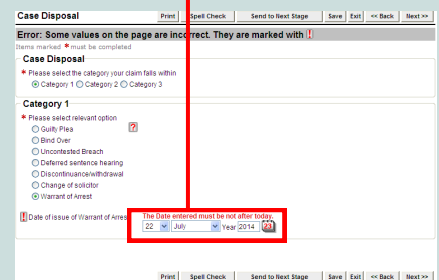 Case Disposal Print Spell Check Send to Next Stage Save Exit << Back Next >>
Error: Some values on the page are incorrect. They are marked with !
Items marked * must be completed
Case Disposal
* Please select the category your claim falls within
Category 1 Category 2 Category 3
Category 1
* Please select relevant option
Guilty Plea ?
Bind Over
Uncontested Breach
Deferred sentence hearing
Discontinuance/withdrawal
Change of solicitor
Warrant of Arrest
The Date entered must be not after today.
! Date of issue of Warrant of Arrest 22 July Year 2014 23
Print Spell Check Send to Next Stage Save Exit << Back Next >>